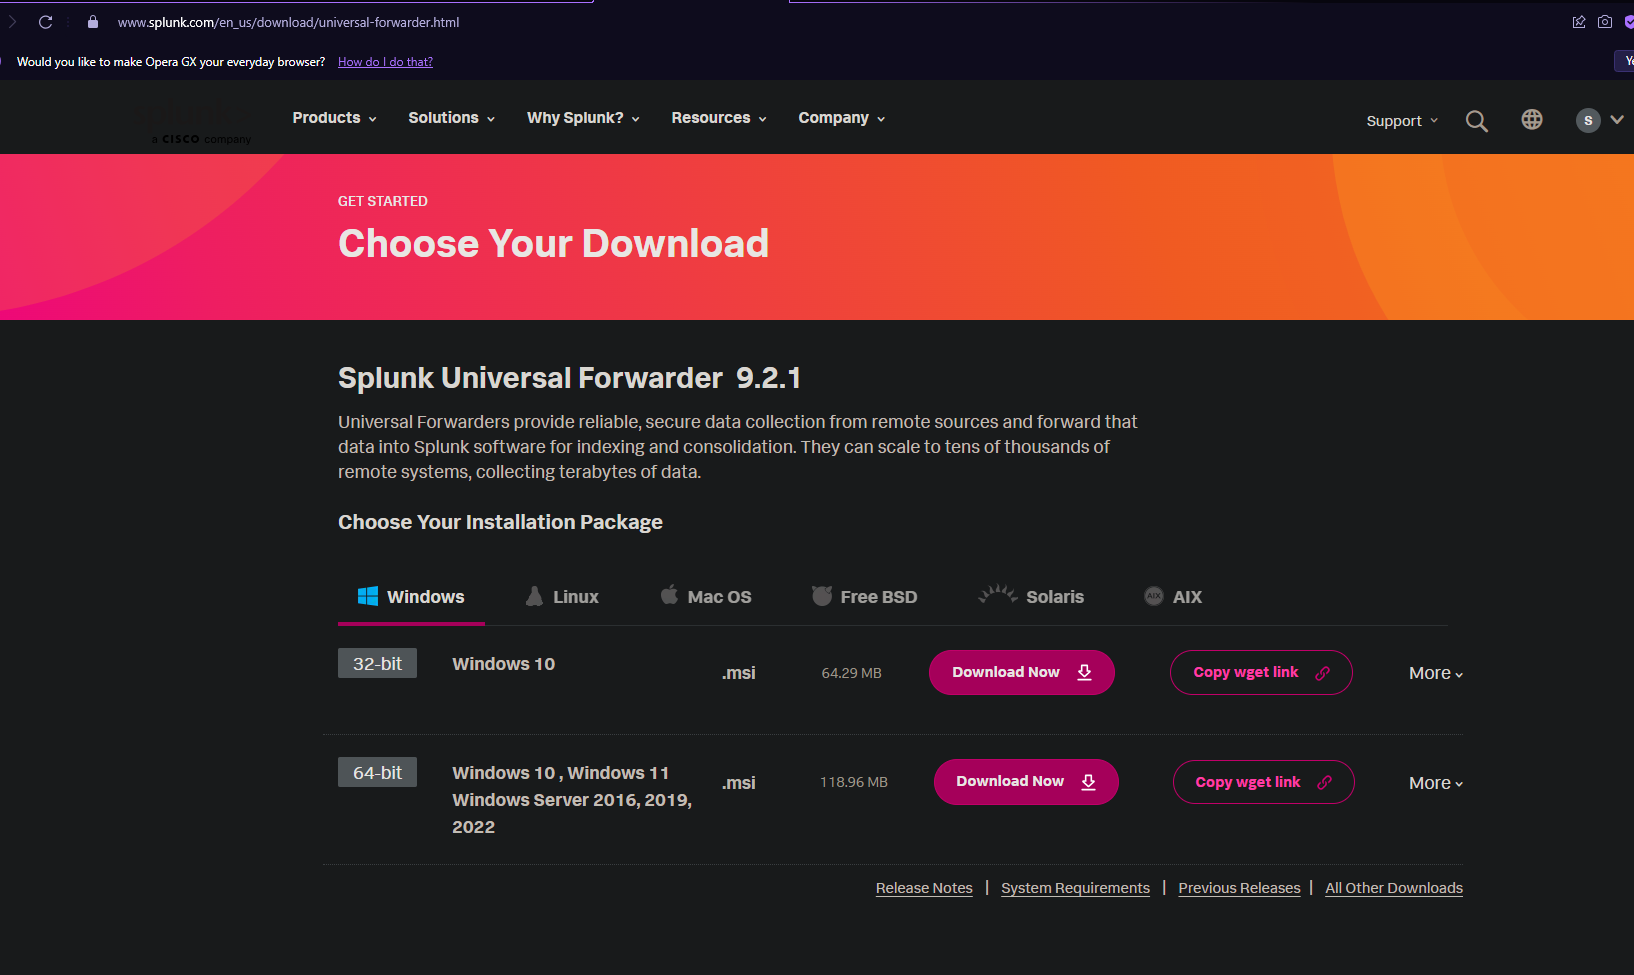 www.splunk.com/en_us/download/universal-forwarder.html
Would you like to make Opera GX your everyday browser? How do I do that?
Ye
a CISCO company
Products Solutions Why Splunk? Resources Company Support S
GET STARTED
Choose Your Download
Splunk Universal Forwarder 9.2.1
Universal Forwarders provide reliable, secure data collection from remote sources and forward that
data into Splunk software for indexing and consolidation. They can scale to tens of thousands of
remote systems, collecting terabytes of data.
Choose Your Installation Package
Windows Linux Mac OS Free BSD Solaris AIX AIX
32-bit Windows 10 .msi 64.29 MB Download Now Copy wget link More
64-bit Windows 10 , Windows 11 .msi 118.96 MB Download Now Copy wget link More
Windows Server 2016, 2019,
2022
Release Notes | System Requirements | Previous Releases | All Other Downloads